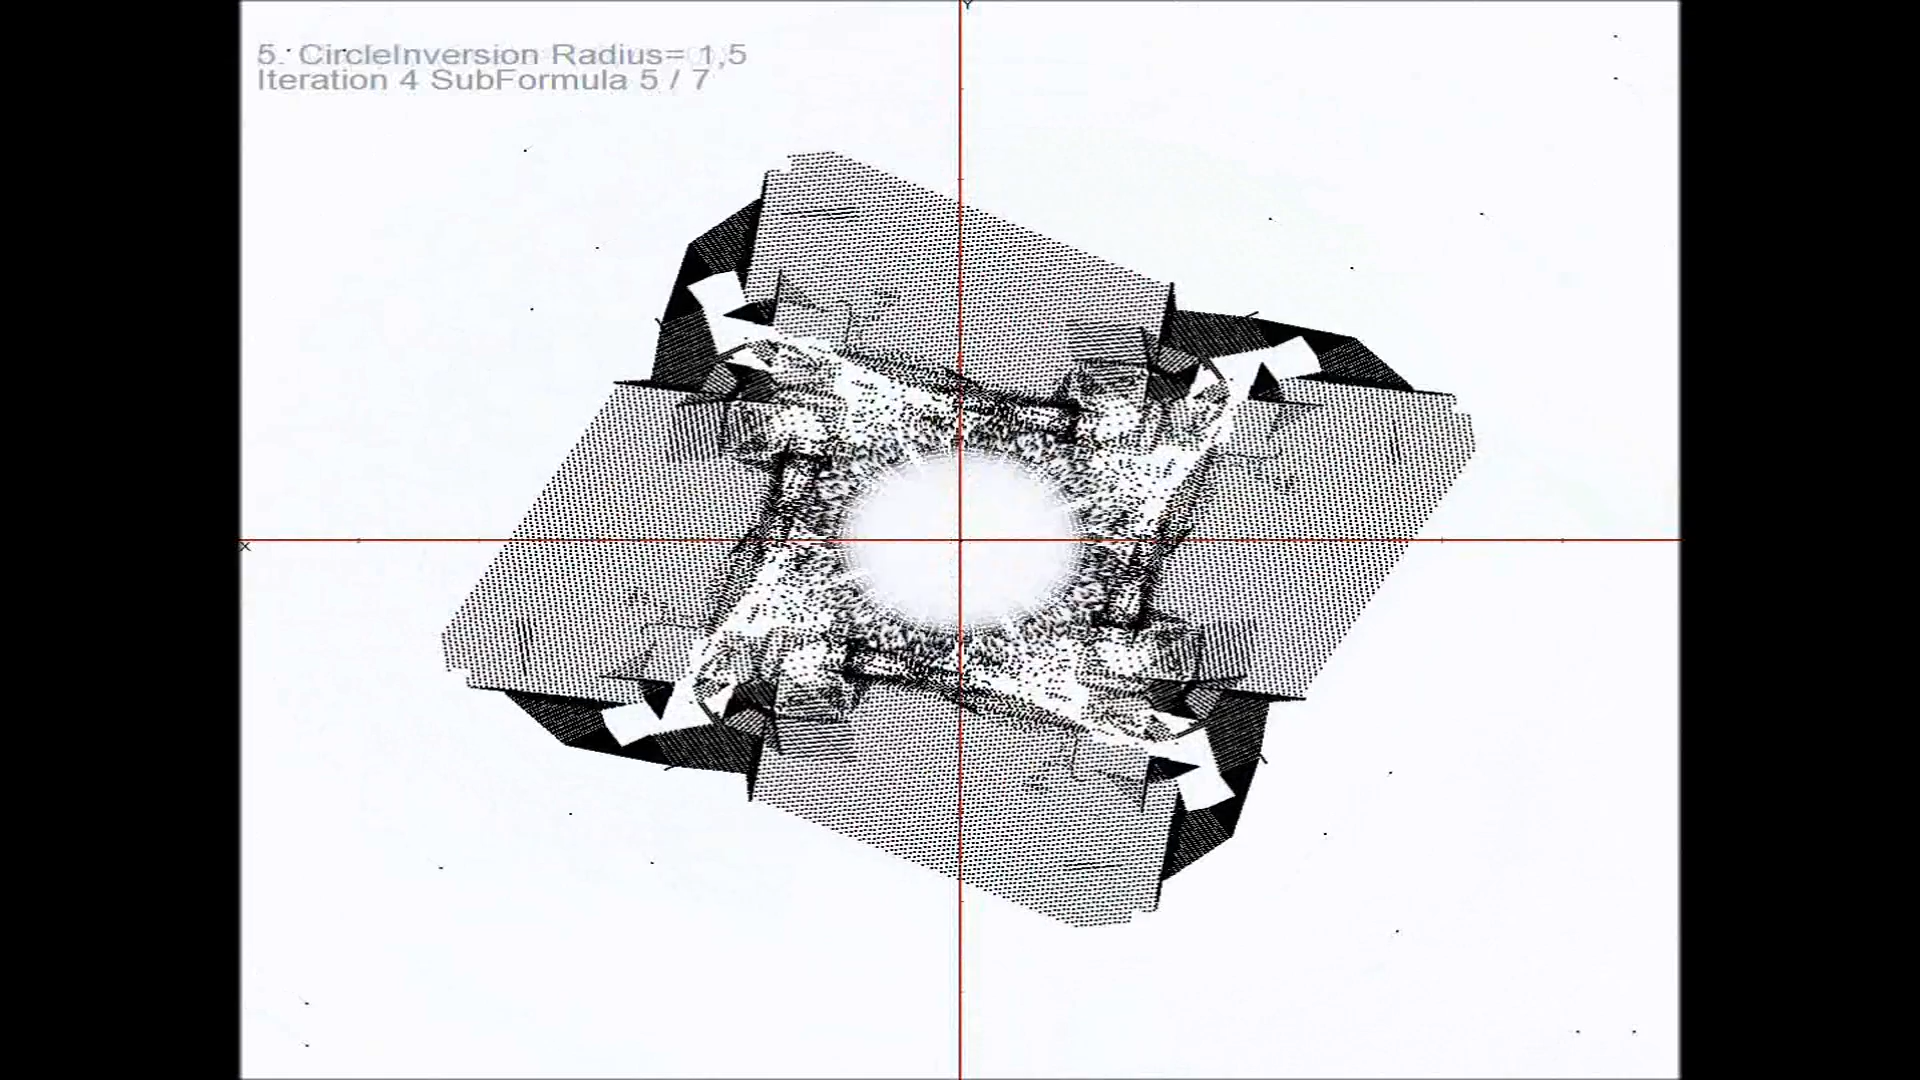 Y
5. CircleInversion Radius= 1,5
Iteration 4 SubFormula 5 / 7
X